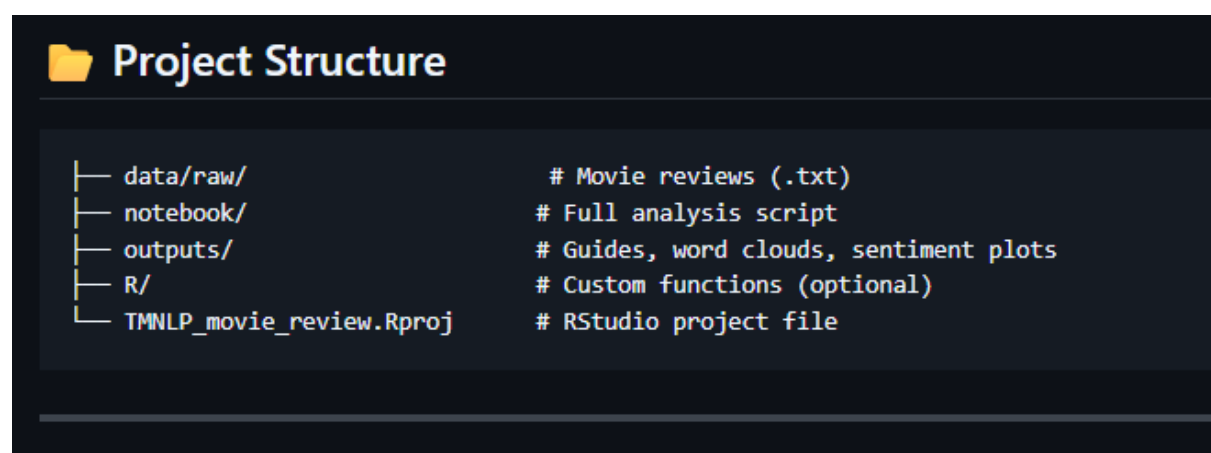 📂 Project Structure
├── data/raw/                       # Movie reviews (.txt)
├── notebook/                      # Full analysis script
├── outputs/                       # Guides, word clouds, sentiment plots
├── R/                             # Custom functions (optional)
└── TMNLP_movie_review.Rproj      # RStudio project file